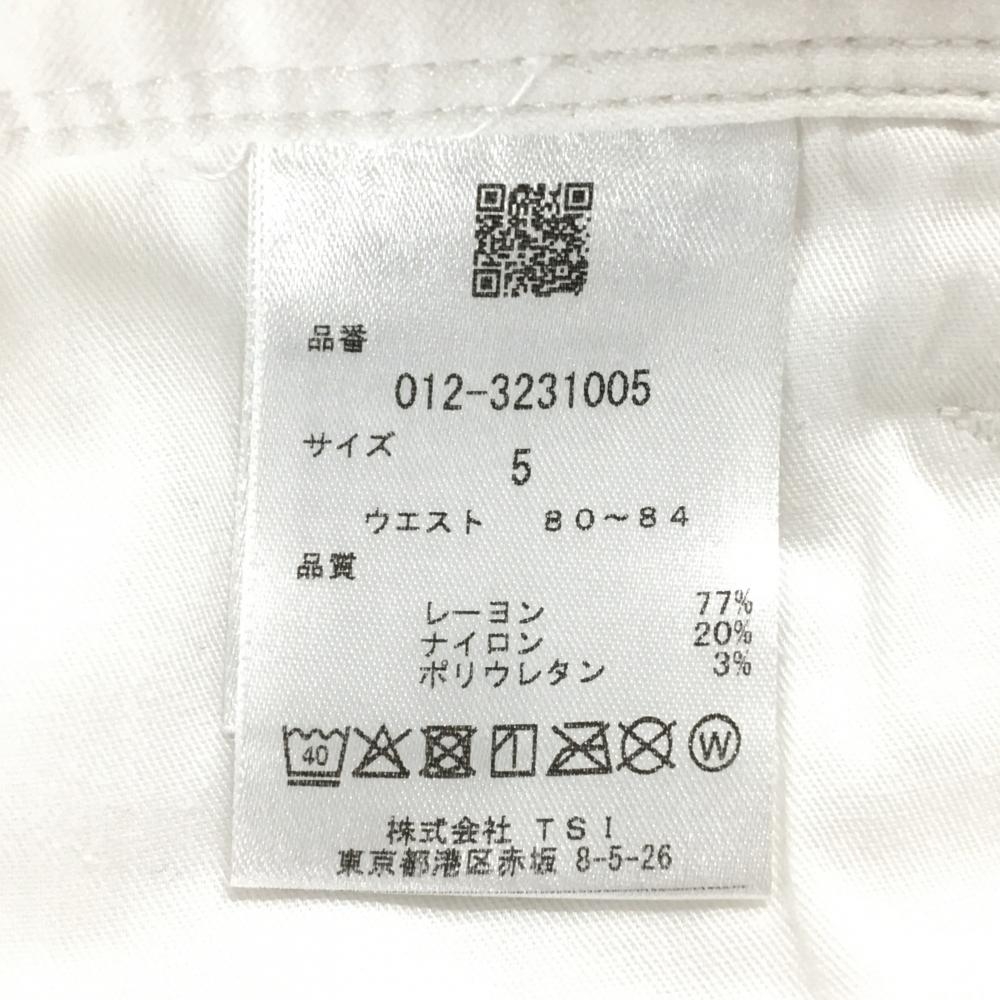 品番
012-3231005
サイズ
5
ウエスト 80～84
品質
レーヨン 77%
ナイロン 20%
ポリウレタン 3%
40 W
株式会社 TSI
東京都港区赤坂 8-5-26